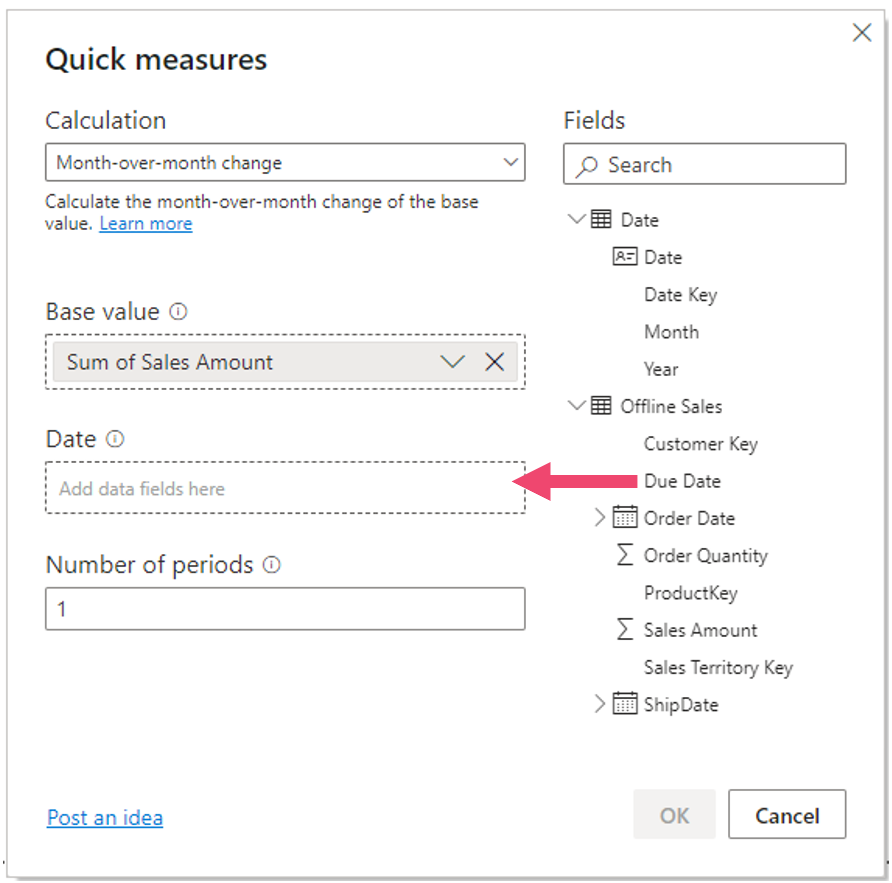 Quick measures
Calculation
Month-over-month change
Calculate the month-over-month change of the base
value. Learn more
Base value
Sum of Sales Amount
Date
Add data fields here
Number of periods
1
Post an idea
Fields
Search
Date
Date
Date Key
Month
Year
Offline Sales
Customer Key
Due Date
Order Date
Order Quantity
ProductKey
Sales Amount
Sales Territory Key
ShipDate
OK
Cancel